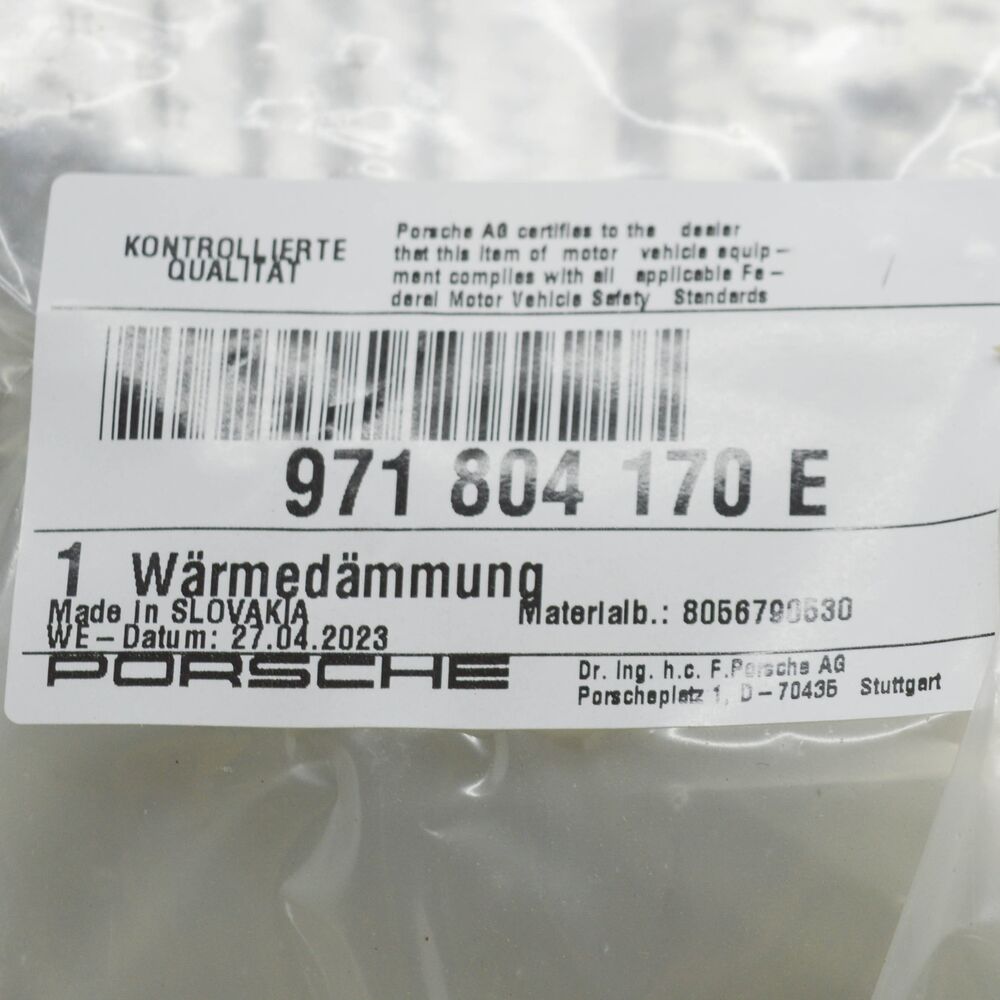 KONTROLLIERTE
QUALITÄT
Porsche AG certifies to the dealer
that this item of motor vehicle equip-
ment complies with all applicable Fe-
deral Motor Vehicle Safety Standards
971 804 170 E
1 Wärmedämmung
Made in SLOVAKIA
Materialb.: 8056790530
WE-Datum: 27.04.2023
PORSCHE
Dr. Ing. h.c. F.Porsche AG
Porscheplatz 1, D-70435 Stuttgart